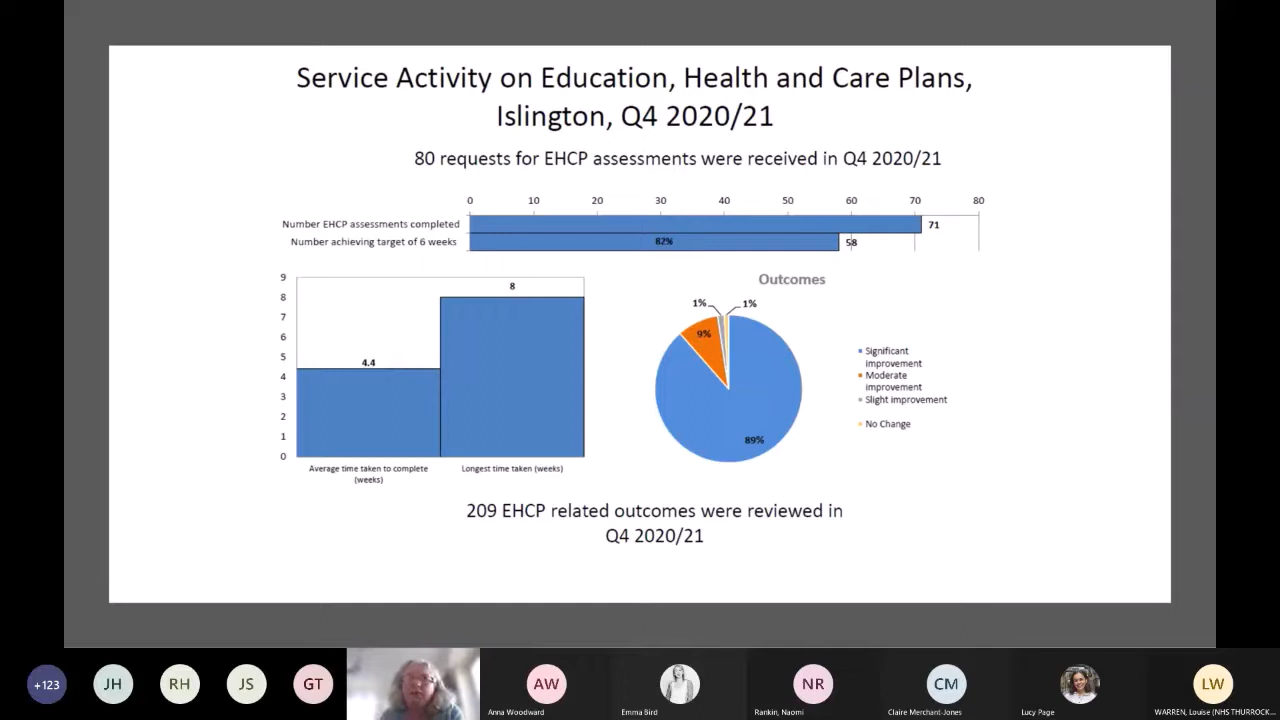 Service Activity on Education, Health and Care Plans,
Islington, Q4 2020/21
80 requests for EHCP assessments were received in Q4 2020/21
0 10 20 30 40 50 60 70 80
Number EHCP assessments completed 71
Number achieving target of 6 weeks 82% 58
9
8
7
6
5
4
3
2
1
0
4.4
8
Average time taken to complete
(weeks)
Longest time taken (weeks)
Outcomes
1% 1%
9%
89%
Significant
improvement
Moderate
improvement
Slight improvement
No Change
209 EHCP related outcomes were reviewed in
Q4 2020/21
+123 JH RH JS GT AW NR CM LW
Anna Woodward Emma Bird Rankin, Naomi Claire Merchant-Jones Lucy Page WARREN, Louise (NHS THURROCK...